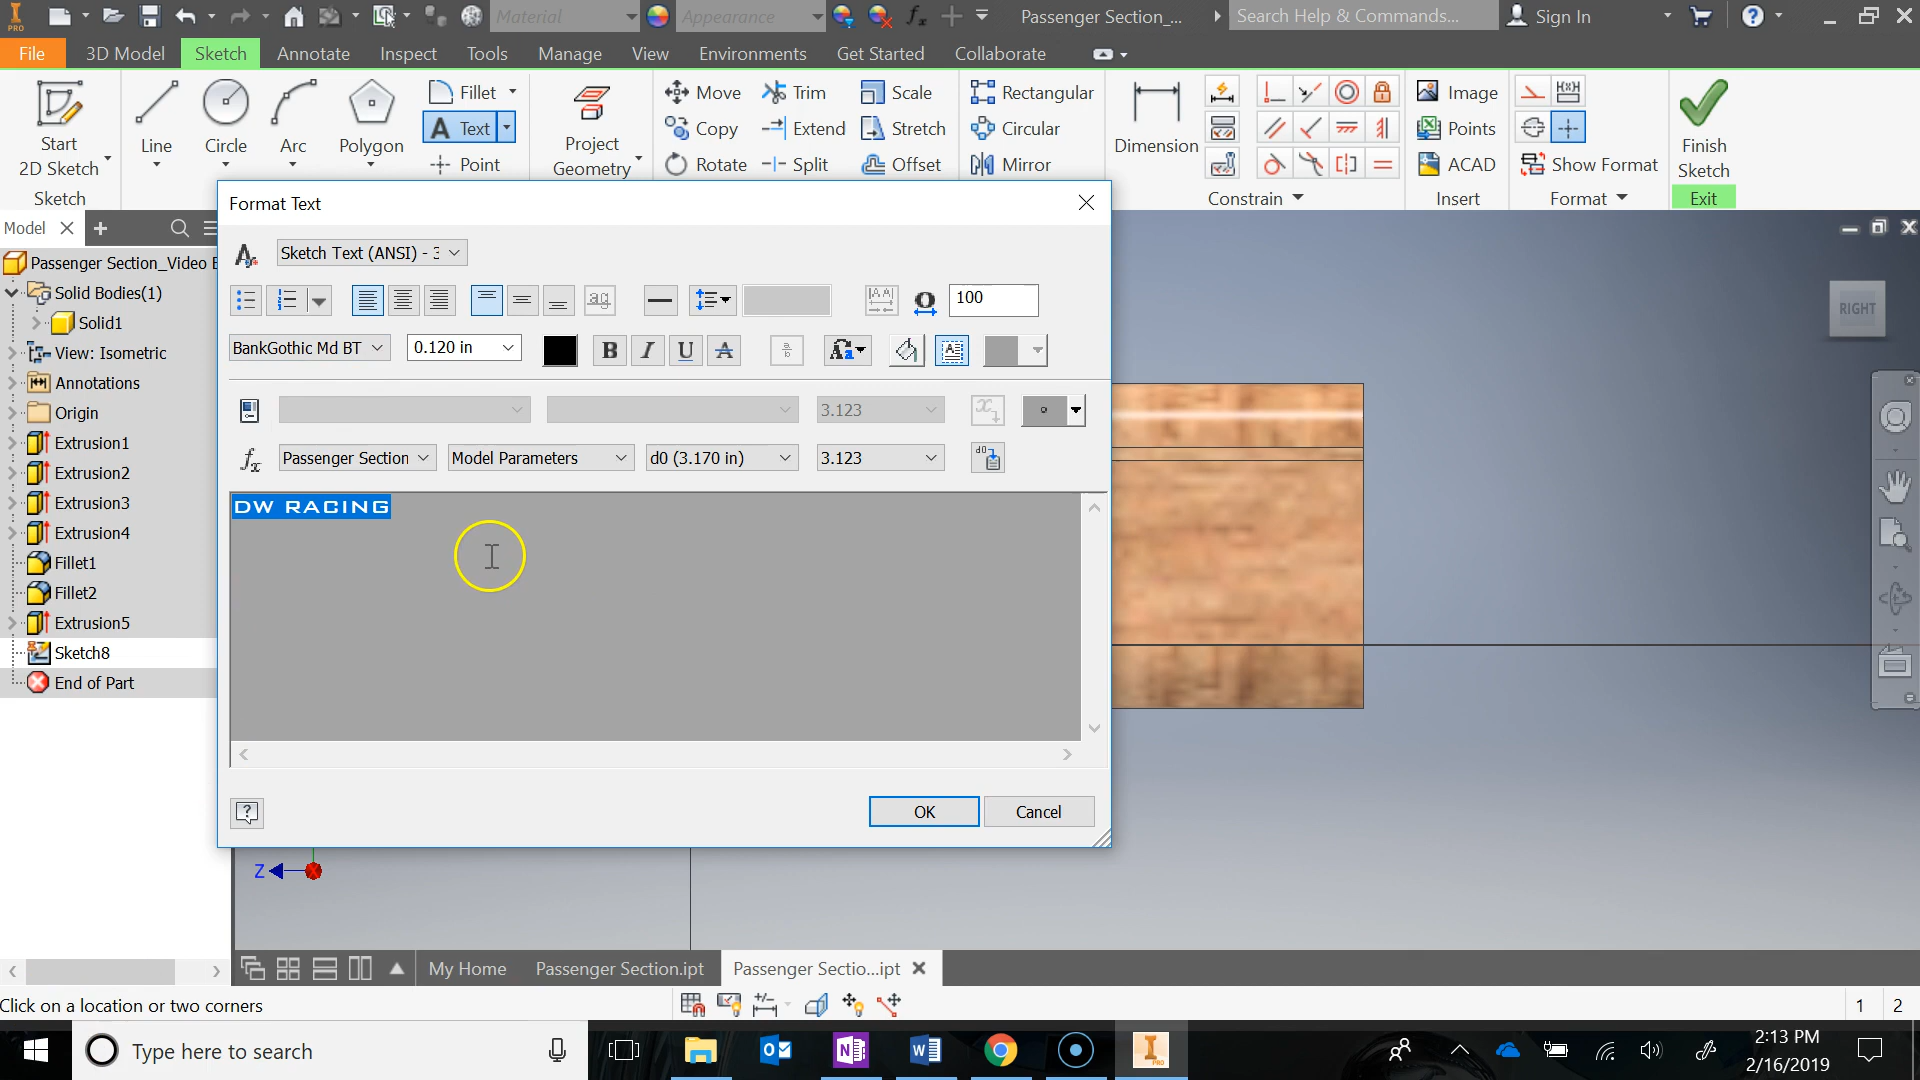 PRO
Material
Appearance
Passenger Section_...
Search Help & Commands...
Sign In
File
3D Model
Sketch
Annotate
Inspect
Tools
Manage
View
Environments
Get Started
Collaborate
Start
2D Sketch
Line
Circle
Arc
Polygon
Fillet
Text
Point
Project
Geometry
Move
Copy
Rotate
Trim
Extend
Split
Scale
Stretch
Offset
Rectangular
Circular
Mirror
Dimension
Image
Points
ACAD
Show Format
Finish
Sketch
Sketch
Constrain
Insert
Format
Exit
Model
Passenger Section_Video E
Solid Bodies(1)
Solid1
View: Isometric
Annotations
Origin
Extrusion1
Extrusion2
Extrusion3
Extrusion4
Fillet1
Fillet2
Extrusion5
Sketch8
End of Part
Format Text
Sketch Text (ANSI) - 3
100
BankGothic Md BT
0.120 in
B I U A
3.123
Passenger Section
Model Parameters
d0 (3.170 in)
3.123
DW RACING
OK
Cancel
RIGHT
Z
My Home
Passenger Section.ipt
Passenger Sectio...ipt
Click on a location or two corners
1
2
Type here to search
2:13 PM
2/16/2019